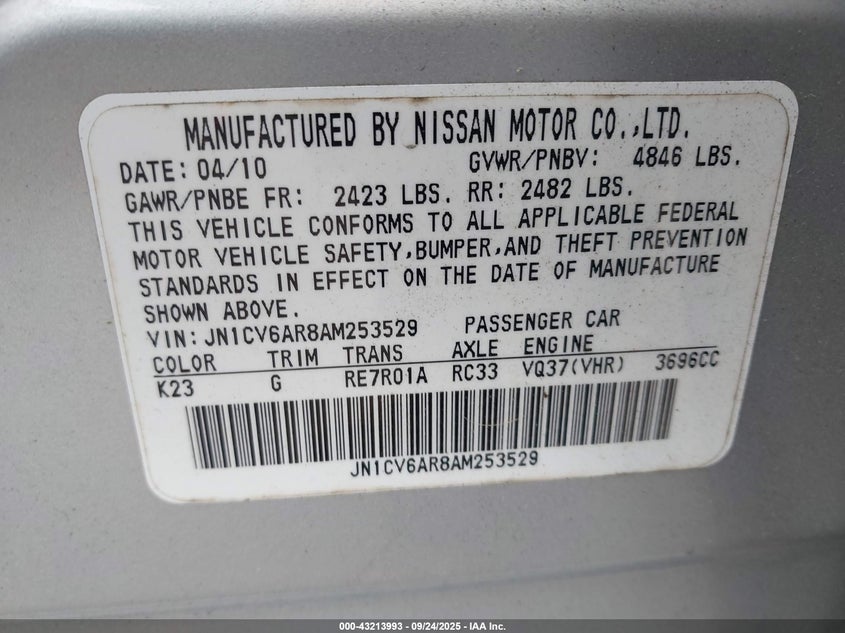 MANUFACTURED BY NISSAN MOTOR CO.,LTD.
DATE: 04/10 GVWR/PNBV: 4846 LBS.
GAWR/PNBE FR: 2423 LBS. RR: 2482 LBS.
THIS VEHICLE CONFORMS TO ALL APPLICABLE FEDERAL
MOTOR VEHICLE SAFETY,BUMPER,AND THEFT PREVENTION
STANDARDS IN EFFECT ON THE DATE OF MANUFACTURE
SHOWN ABOVE.
VIN: JN1CV6AR8AM253529 PASSENGER CAR
COLOR TRIM TRANS AXLE ENGINE
K23 G RE7R01A RC33 VQ37(VHR) 3696CC
JN1CV6AR8AM253529
000-43213993 - 09/24/2025 - IAA Inc.